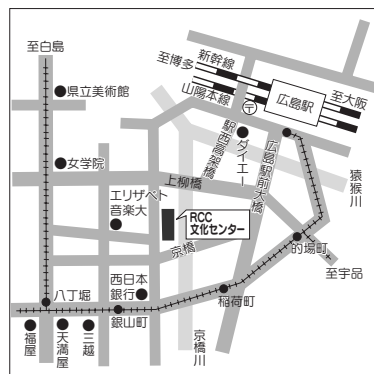 至白島
至博多
新幹線
山陽本線
〒
広島駅
至大阪
県立美術館
駅西高架橋
ダイエー
広島駅前大橋
猿猴川
女学院
上柳橋
エリザベト
音楽大
RCC
文化センター
京橋
的場町
至宇品
八丁堀
西日本
銀行
稲荷町
銀山町
福屋
天満屋
三越
京橋川